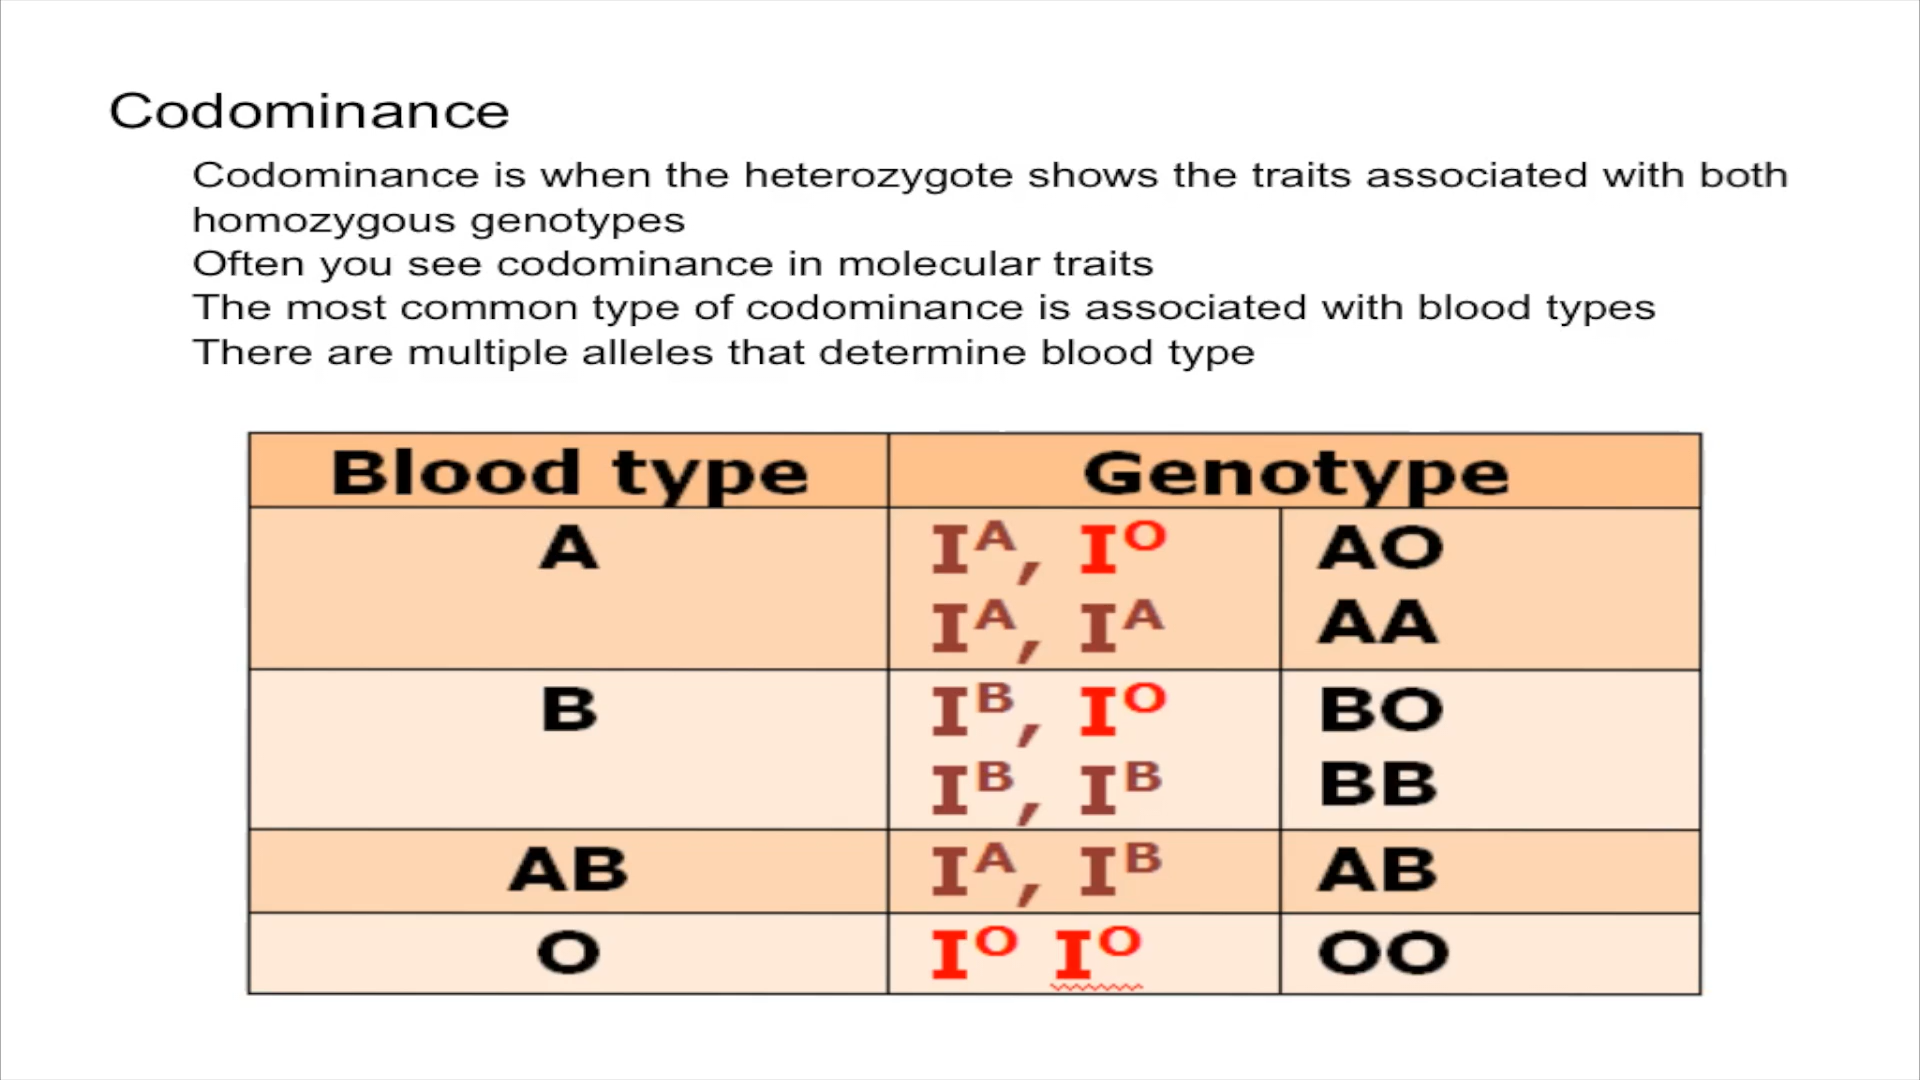 Codominance
Codominance is when the heterozygote shows the traits associated with both
homozygous genotypes
Often you see codominance in molecular traits
The most common type of codominance is associated with blood types
There are multiple alleles that determine blood type
Blood type Genotype
A Iᴬ, Iᴼ AO
Iᴬ, Iᴬ AA
B Iᴮ, Iᴼ BO
Iᴮ, Iᴮ BB
AB Iᴬ, Iᴮ AB
O Iᴼ Iᴼ OO